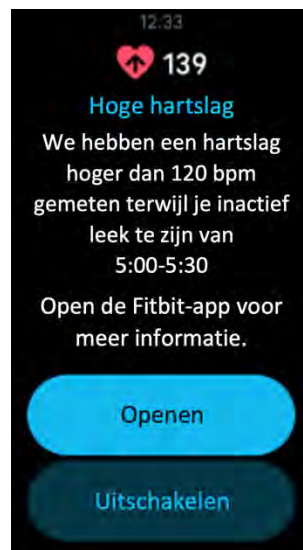 12:33
139
Hoge hartslag
We hebben een hartslag
hoger dan 120 bpm
gemeten terwijl je inactief
leek te zijn van
5:00-5:30
Open de Fitbit-app voor
meer informatie.
Openen
Uitschakelen